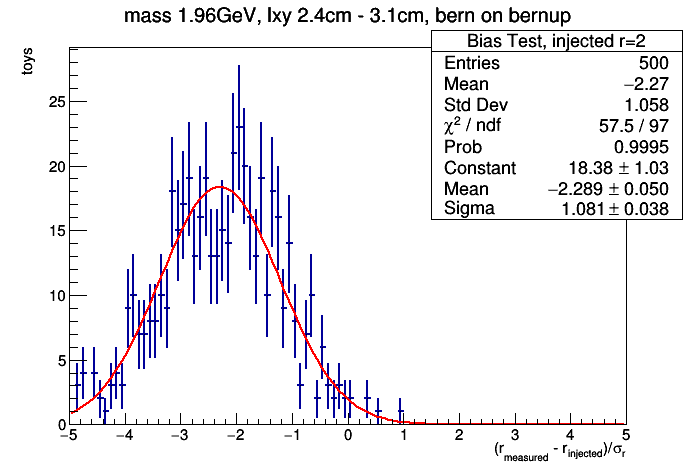 mass 1.96GeV, lxy 2.4cm - 3.1cm, bern on bernup
toys
Bias Test, injected r=2
Entries 500
Mean −2.27
Std Dev 1.058
χ² / ndf 57.5 / 97
Prob 0.9995
Constant 18.38 ± 1.03
Mean −2.289 ± 0.050
Sigma 1.081 ± 0.038
25
20
15
10
5
0
−5 −4 −3 −2 −1 0 1 2 3 4 5
(r_measured - r_injected)/σ_r